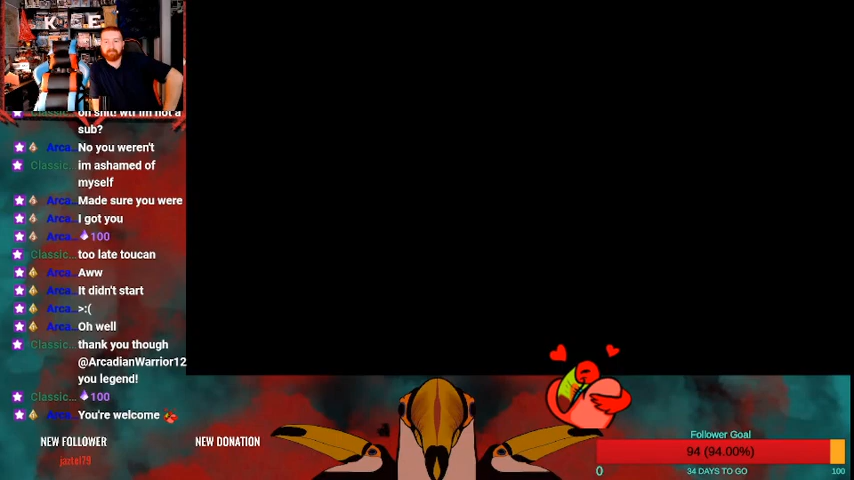 K E
oh shit! wtf im not a
sub?
Arca.. No you weren't
Classic... im ashamed of
myself
Arca.. Made sure you were
Arca.. I got you
Arca.. 100
Classic... too late toucan
Arca.. Aww
Arca.. It didn't start
Arca.. >:(
Arca.. Oh well
Classic... thank you though
@ArcadianWarrior12
you legend!
Classic... 100
Arca.. You're welcome
NEW FOLLOWER
jaztel79
NEW DONATION
Follower Goal
94 (94.00%)
0 34 DAYS TO GO 100